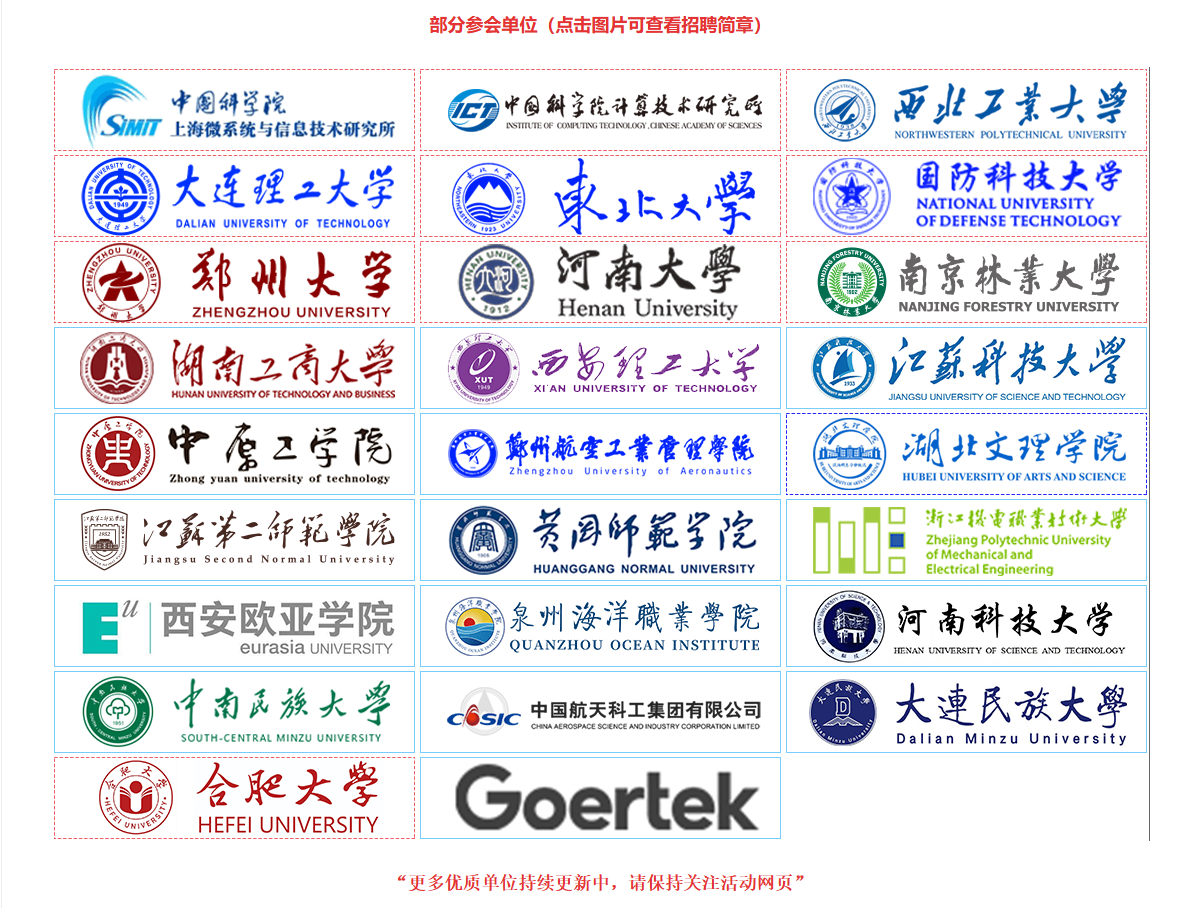 部分参会单位（点击图片可查看招聘简章）
SIMIT
中国科学院
上海微系统与信息技术研究所
ICT
中国科学院计算技术研究所
INSTITUTE OF COMPUTING TECHNOLOGY, CHINESE ACADEMY OF SCIENCES
西北工业大学
NORTHWESTERN POLYTECHNICAL UNIVERSITY
大连理工大学
DALIAN UNIVERSITY OF TECHNOLOGY
東北大學
国防科技大学
NATIONAL UNIVERSITY
OF DEFENSE TECHNOLOGY
郑州大学
ZHENGZHOU UNIVERSITY
河南大學
Henan University
南京林業大學
NANJING FORESTRY UNIVERSITY
湖南工商大學
HUNAN UNIVERSITY OF TECHNOLOGY AND BUSINESS
西安理工大学
XI'AN UNIVERSITY OF TECHNOLOGY
江蘇科技大學
JIANGSU UNIVERSITY OF SCIENCE AND TECHNOLOGY
中原工学院
Zhong yuan university of technology
鄭州航空工業管理學院
Zhengzhou University of Aeronautics
湖北文理学院
HUBEI UNIVERSITY OF ARTS AND SCIENCE
江蘇第二师範學院
Jiangsu Second Normal University
黄冈师範学院
HUANGGANG NORMAL UNIVERSITY
浙江機電職業技術大學
Zhejiang Polytechnic University
of Mechanical and
Electrical Engineering
Eu
西安欧亚学院
eurasia UNIVERSITY
泉州海洋職業學院
QUANZHOU OCEAN INSTITUTE
河南科技大学
HENAN UNIVERSITY OF SCIENCE AND TECHNOLOGY
中南民族大學
SOUTH-CENTRAL MINZU UNIVERSITY
CASIC
中国航天科工集团有限公司
CHINA AEROSPACE SCIENCE AND INDUSTRY CORPORATION LIMITED
大連民族大學
Dalian Minzu University
合肥大學
HEFEI UNIVERSITY
Goertek
“更多优质单位持续更新中，请保持关注活动网页”